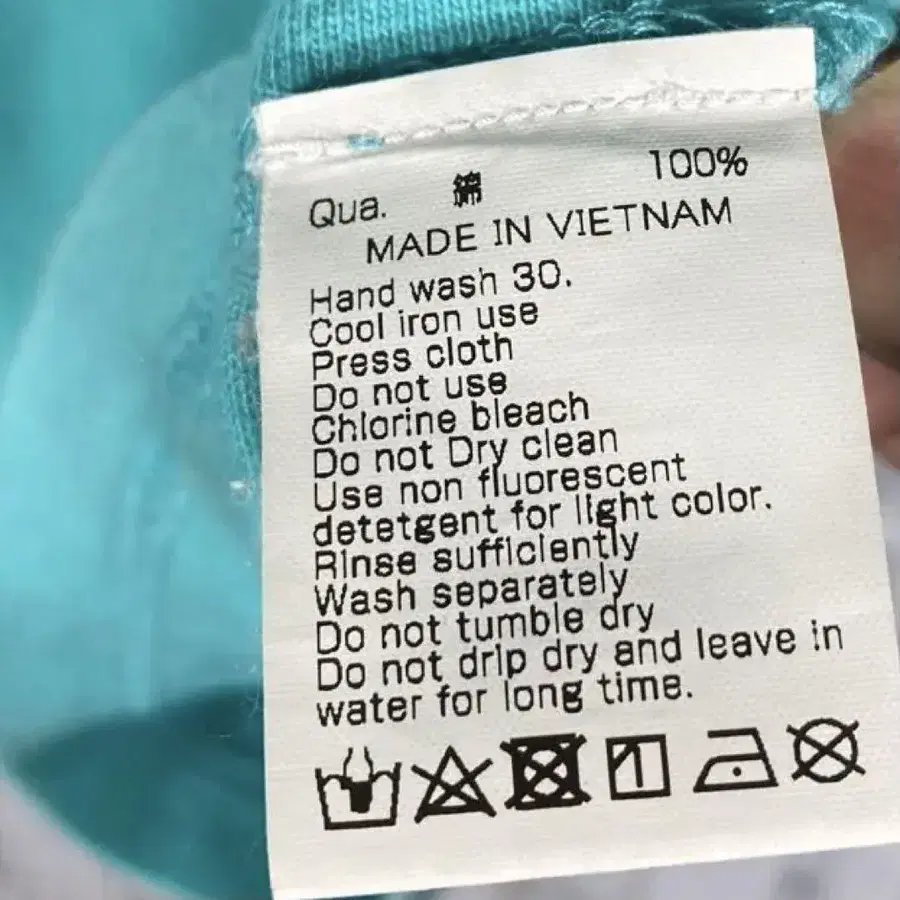 Qua. 綿 100%
MADE IN VIETNAM
Hand wash 30.
Cool iron use
Press cloth
Do not use
Chlorine bleach
Do not Dry clean
Use non fluorescent
detetgent for light color.
Rinse sufficiently
Wash separately
Do not tumble dry
Do not drip dry and leave in
water for long time.